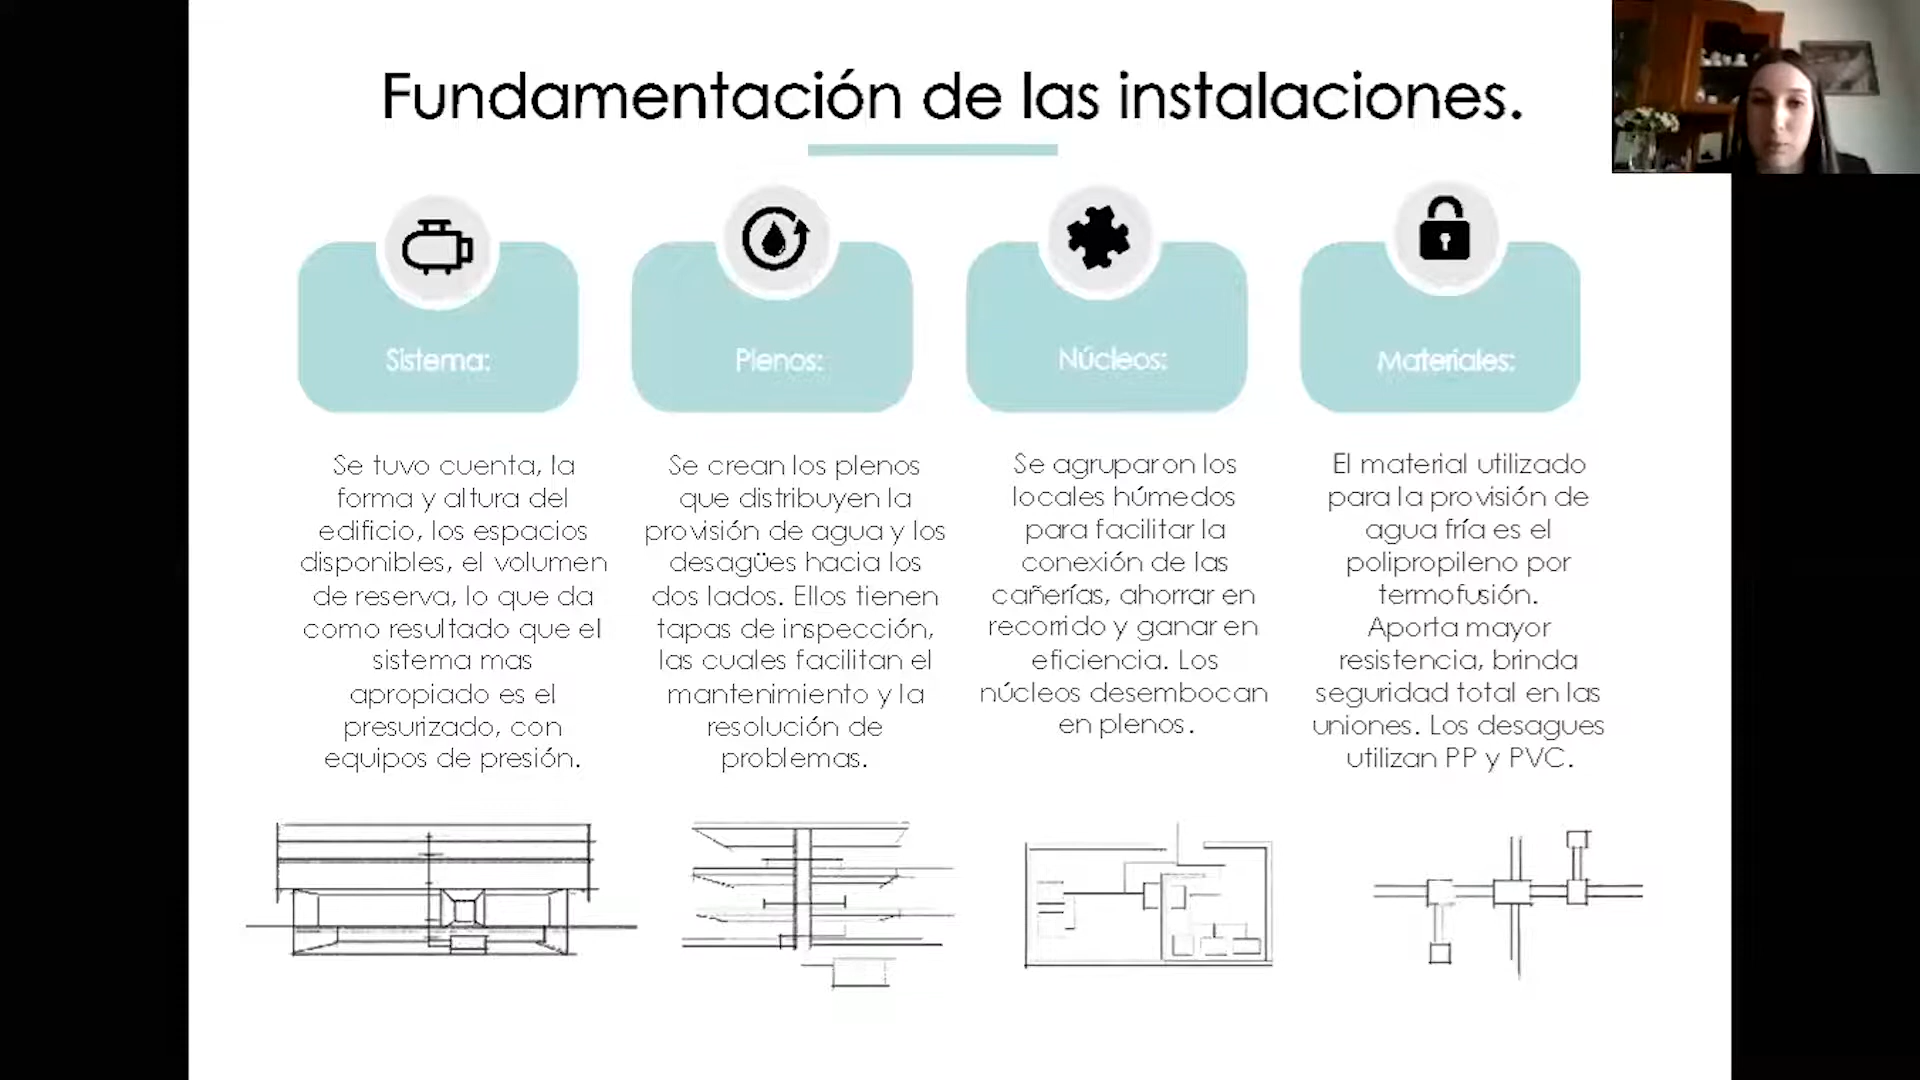 Fundamentación de las instalaciones.
Sistema:
Se tuvo cuenta, la
forma y altura del
edificio, los espacios
disponibles, el volumen
de reserva, lo que da
como resultado que el
sistema mas
apropiado es el
presurizado, con
equipos de presión.
Plenos:
Se crean los plenos
que distribuyen la
provisión de agua y los
desagües hacia los
dos lados. Ellos tienen
tapas de inspección,
las cuales facilitan el
mantenimiento y la
resolución de
problemas.
Núcleos:
Se agruparon los
locales húmedos
para facilitar la
conexión de las
cañerías, ahorrar en
recorrido y ganar en
eficiencia. Los
núcleos desembocan
en plenos.
Materiales:
El material utilizado
para la provisión de
agua fría es el
polipropileno por
termofusión.
Aporta mayor
resistencia, brinda
seguridad total en las
uniones. Los desagues
utilizan PP y PVC.